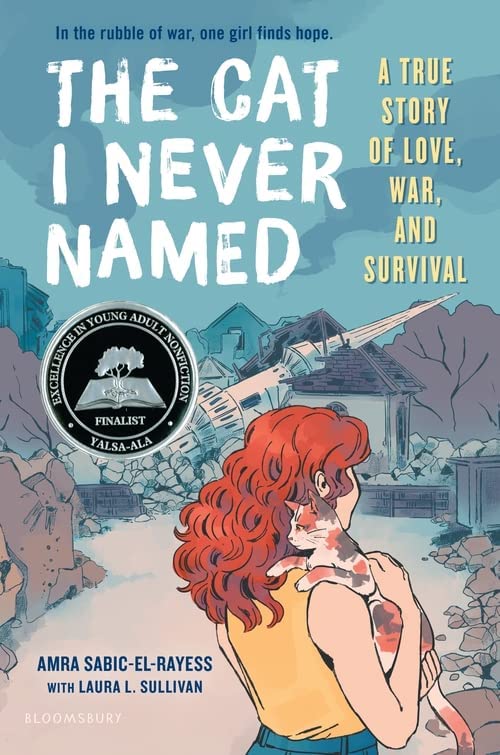 In the rubble of war, one girl finds hope.
THE CAT
I NEVER
NAMED
A TRUE
STORY
OF LOVE,
WAR,
AND
SURVIVAL
EXCELLENCE IN YOUNG ADULT NONFICTION
FINALIST
YALSA-ALA
AMRA SABIC-EL-RAYESS
WITH LAURA L. SULLIVAN
BLOOMSBURY